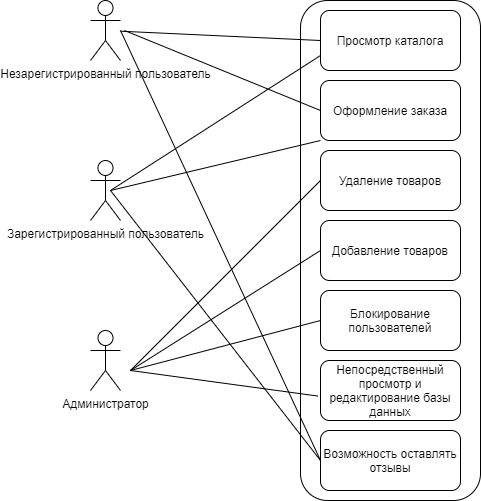 Незарегистрированный пользователь
Зарегистрированный пользователь
Администратор
Просмотр каталога
Оформление заказа
Удаление товаров
Добавление товаров
Блокирование
пользователей
Непосредственный
просмотр и
редактирование базы
данных
Возможность оставлять
отзывы